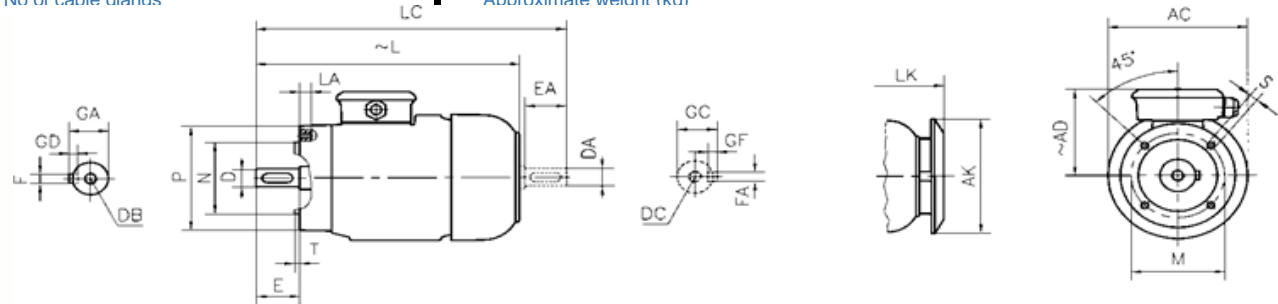 No of cable glands
Approximate weight (kg)
LC
~L
LA
EA
GA
GD
F
DB
P
N
D
T
E
DA
GC
GF
FA
DC
LK
AK
AC
45°
S
~AD
M